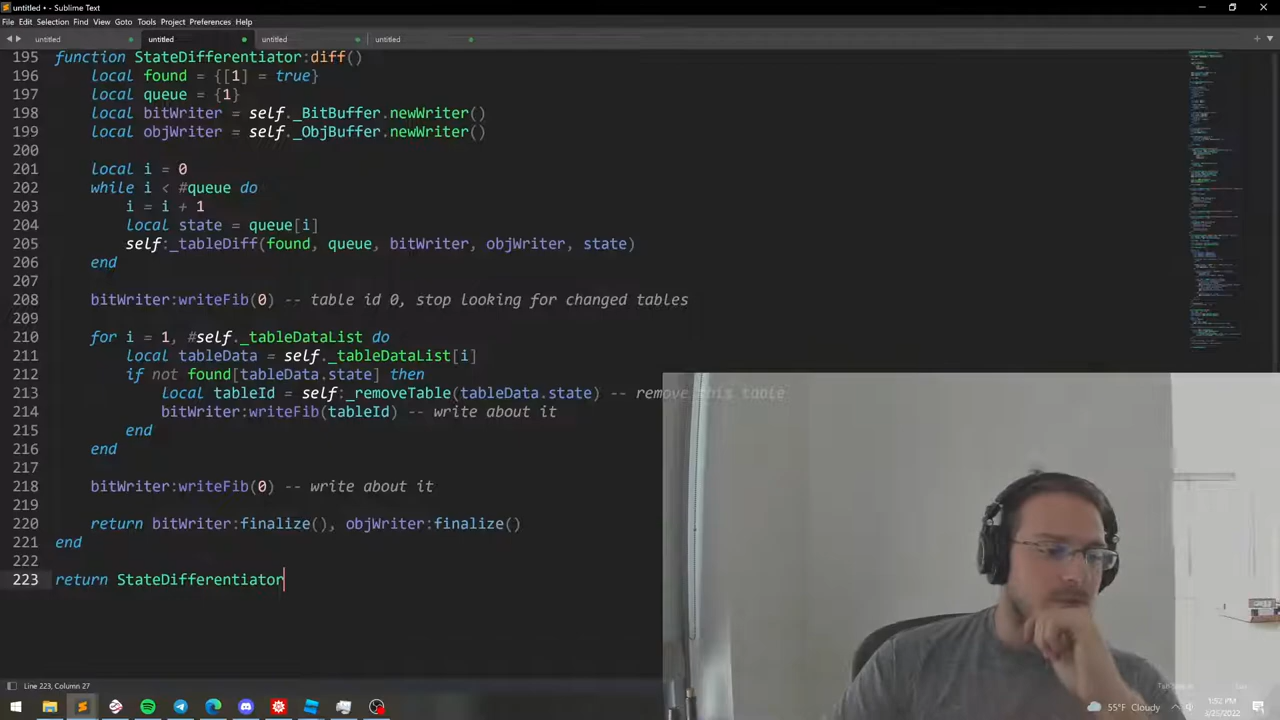 untitled • - Sublime Text
File Edit Selection Find View Goto Tools Project Preferences Help
untitled untitled untitled untitled
195 function StateDifferentiator:diff()
196 local found = {[1] = true}
197 local queue = {1}
198 local bitWriter = self._BitBuffer.newWriter()
199 local objWriter = self._ObjBuffer.newWriter()
200
201 local i = 0
202 while i < #queue do
203 i = i + 1
204 local state = queue[i]
205 self:_tableDiff(found, queue, bitWriter, objWriter, state)
206 end
207
208 bitWriter:writeFib(0) -- table id 0, stop looking for changed tables
209
210 for i = 1, #self._tableDataList do
211 local tableData = self._tableDataList[i]
212 if not found[tableData.state] then
213 local tableId = self:_removeTable(tableData.state) -- remove this table
214 bitWriter:writeFib(tableId) -- write about it
215 end
216 end
217
218 bitWriter:writeFib(0) -- write about it
219
220 return bitWriter:finalize(), objWriter:finalize()
221 end
222
223 return StateDifferentiator
Line 223, Column 27
55°F Cloudy
1:52 PM